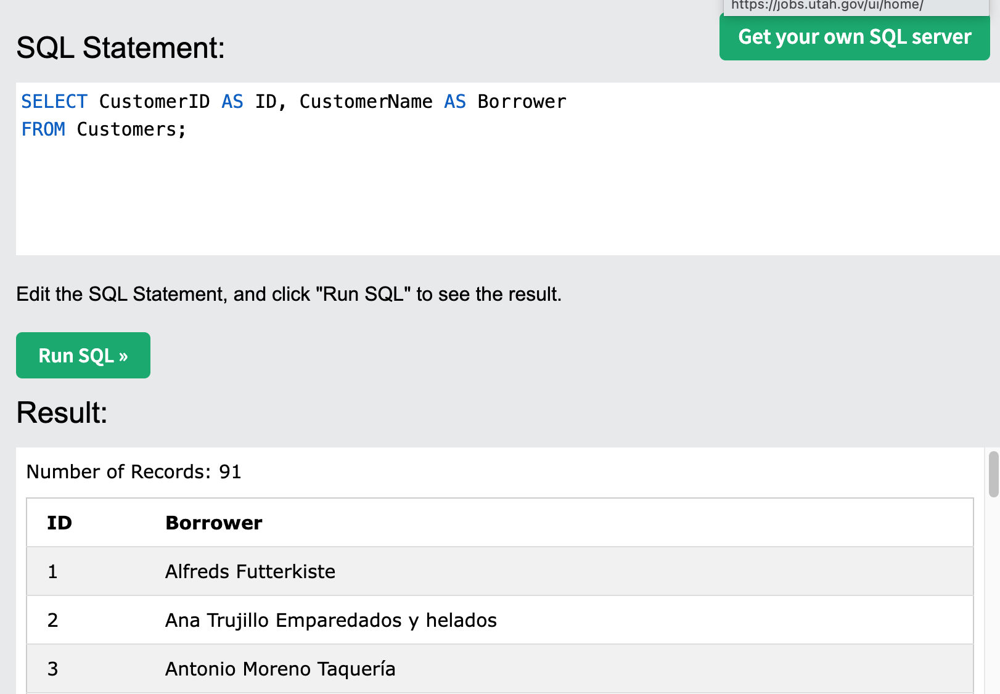 https://jobs.utah.gov/ui/home/
SQL Statement:
Get your own SQL server
SELECT CustomerID AS ID, CustomerName AS Borrower
FROM Customers;
Edit the SQL Statement, and click "Run SQL" to see the result.
Run SQL »
Result:
Number of Records: 91
ID Borrower
1 Alfreds Futterkiste
2 Ana Trujillo Emparedados y helados
3 Antonio Moreno Taquería